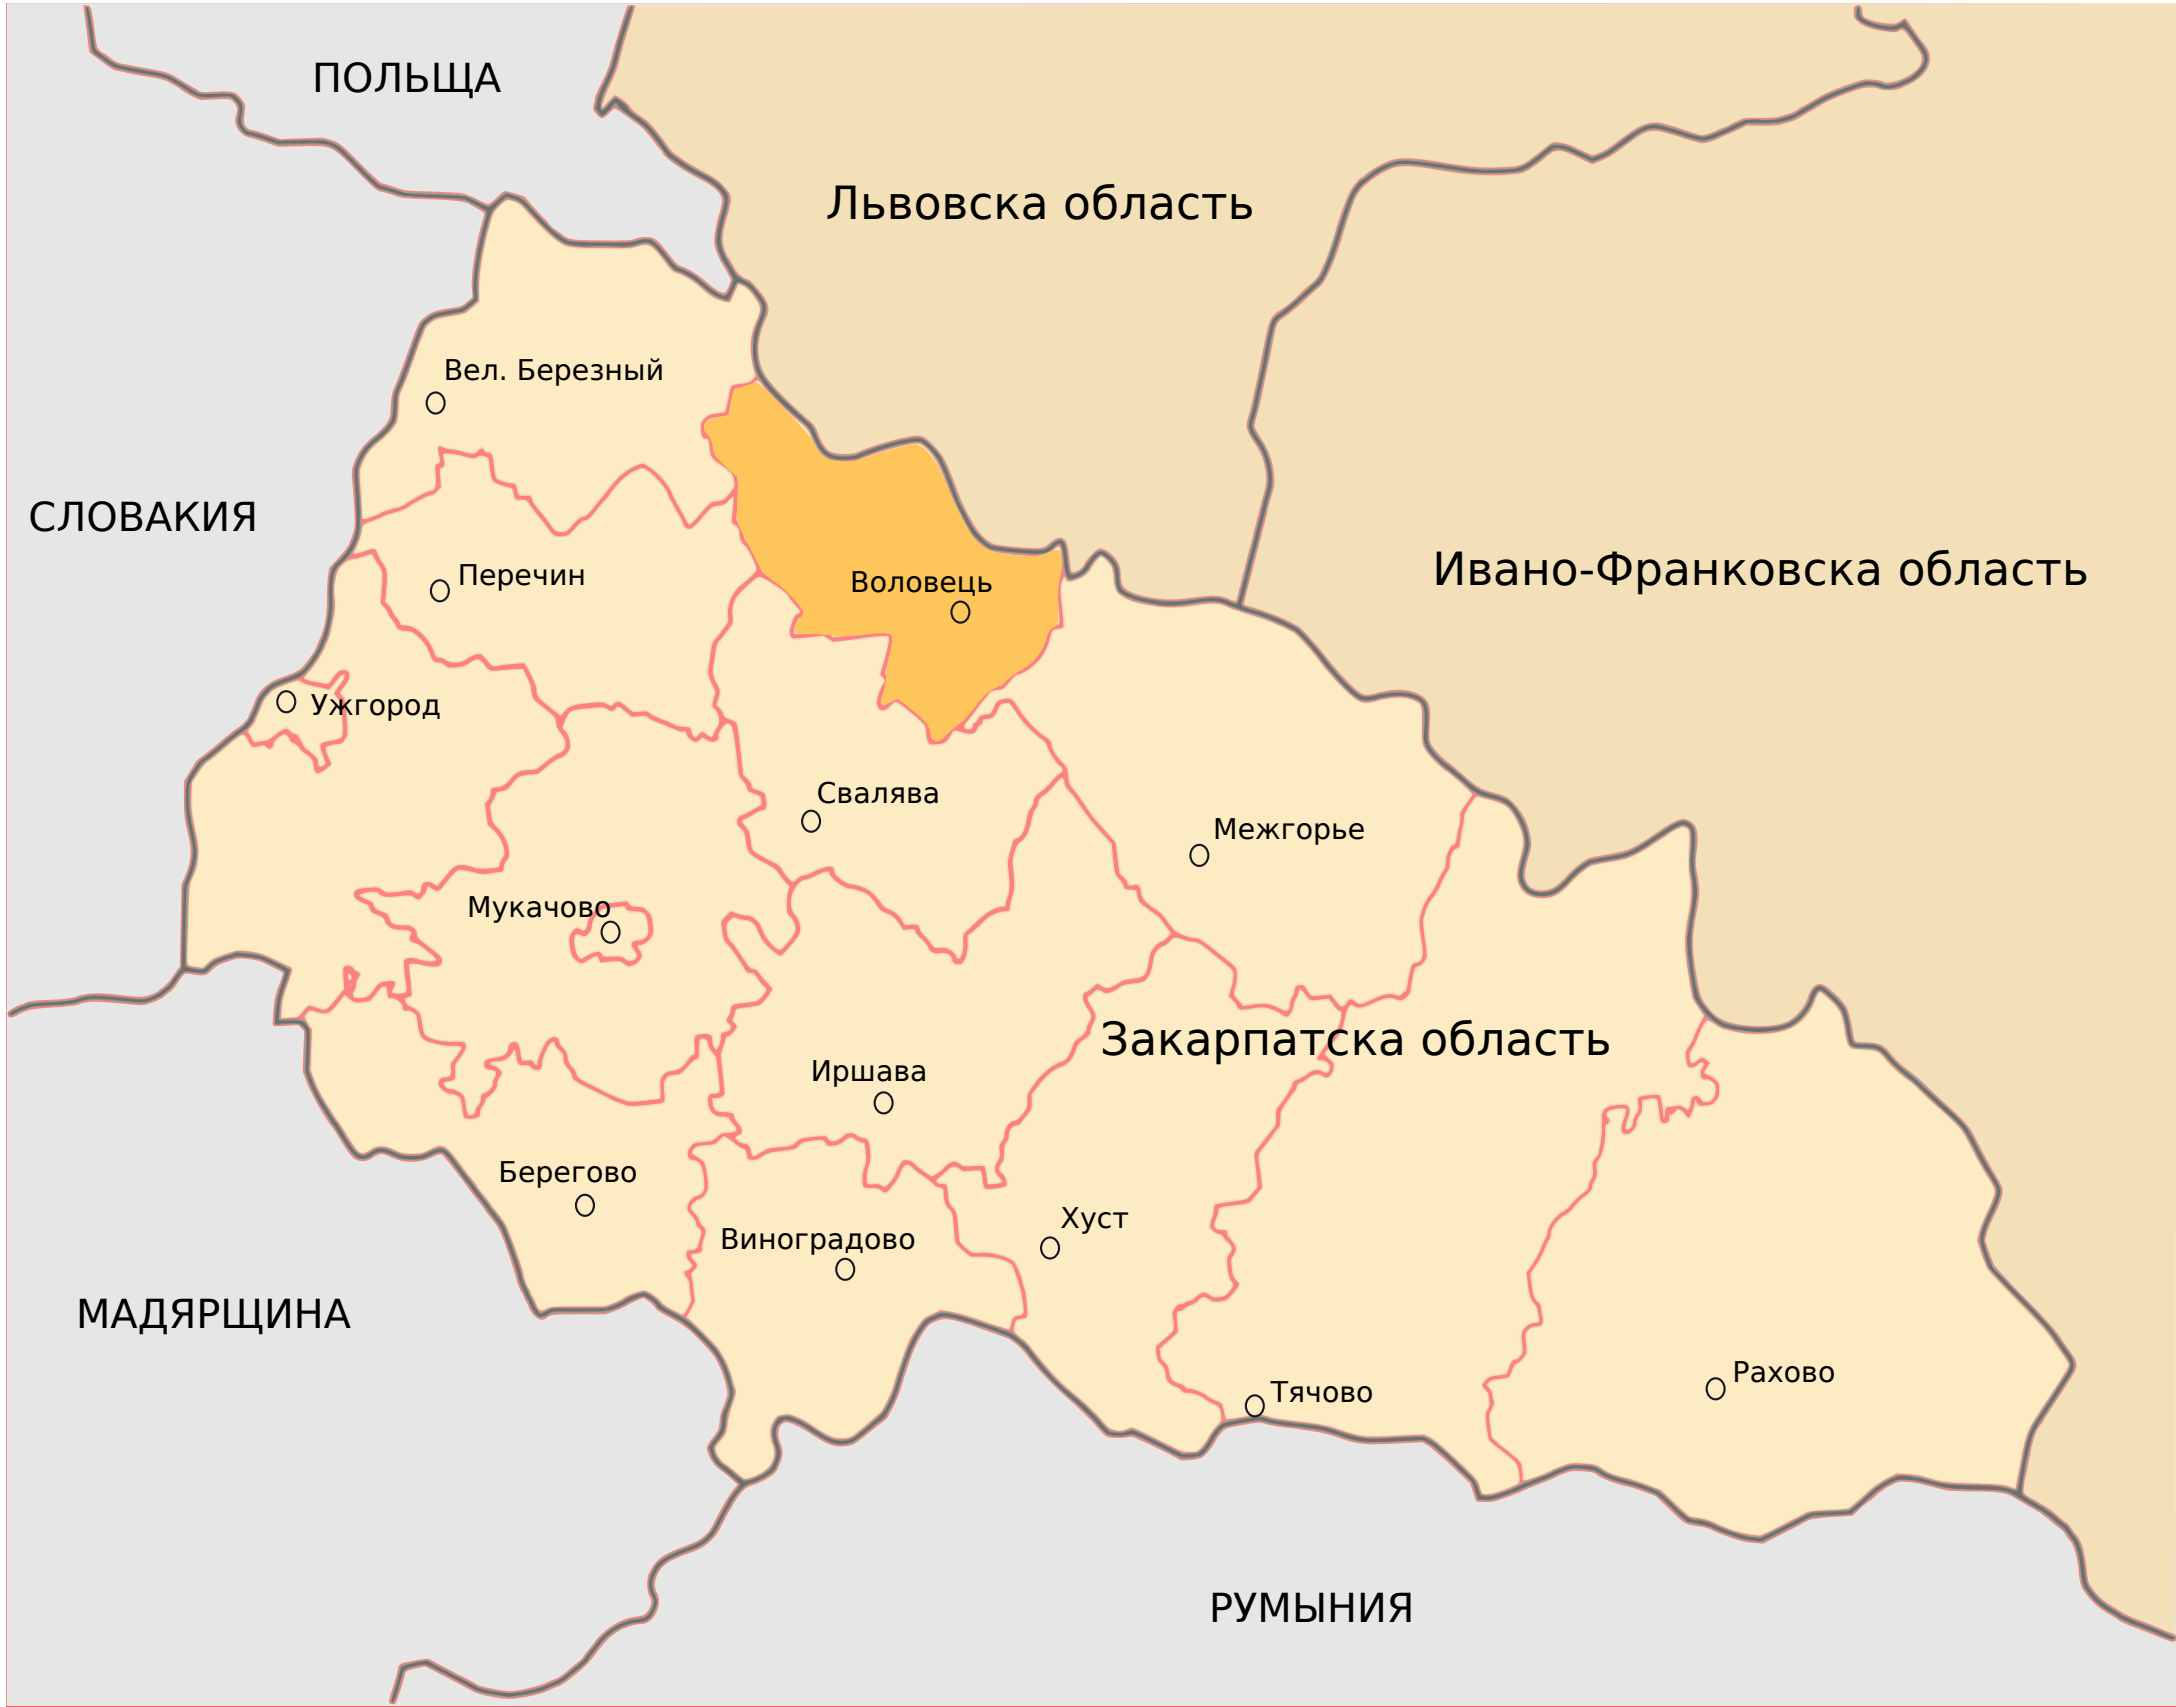 ПОЛЬЩА
Львовска область
Вел. Березный
СЛОВАКИЯ
Ивано-Франковска область
Перечин
Воловець
Ужгород
Свалява
Межгорье
Мукачово
Закарпатска область
Иршава
Берегово
Хуст
Виноградово
МАДЯРЩИНА
Рахово
Тячово
РУМЫНИЯ